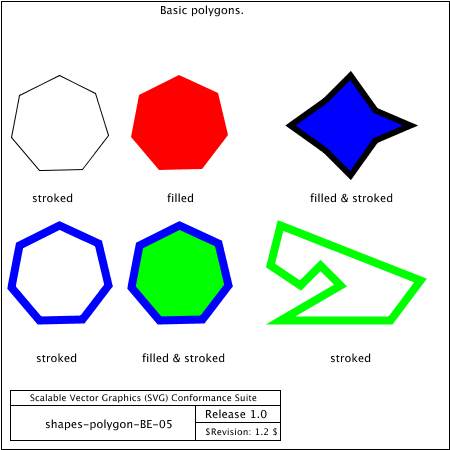 Basic polygons.
stroked
filled
filled & stroked
stroked
filled & stroked
stroked
Scalable Vector Graphics (SVG) Conformance Suite
shapes-polygon-BE-05
Release 1.0
$Revision: 1.2 $